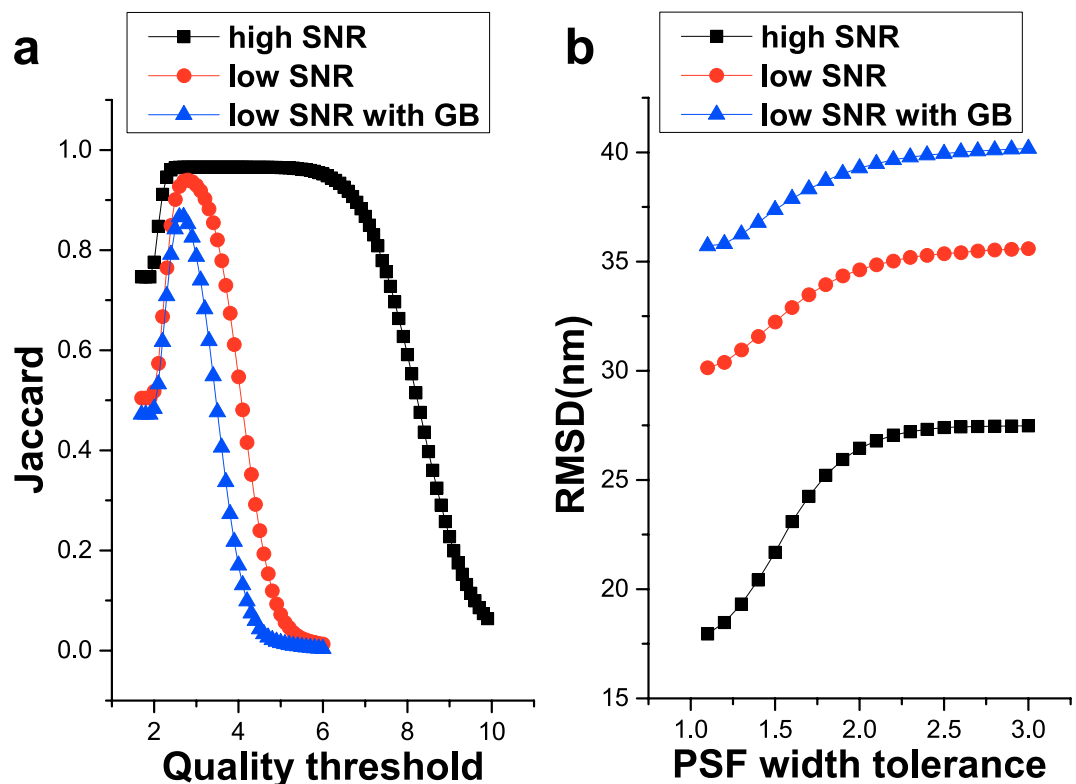 a
high SNR
low SNR
low SNR with GB
Jaccard
1.0
0.8
0.6
0.4
0.2
0.0
2 4 6 8 10
Quality threshold
b
high SNR
low SNR
low SNR with GB
RMSD(nm)
40
35
30
25
20
15
1.0 1.5 2.0 2.5 3.0
PSF width tolerance